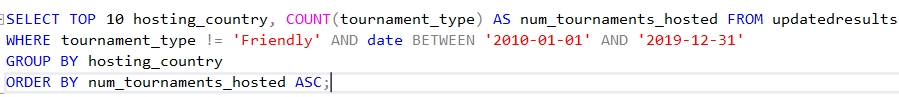 SELECT TOP 10 hosting_country, COUNT(tournament_type) AS num_tournaments_hosted FROM updatedresults
WHERE tournament_type != 'Friendly' AND date BETWEEN '2010-01-01' AND '2019-12-31'
GROUP BY hosting_country
ORDER BY num_tournaments_hosted ASC;